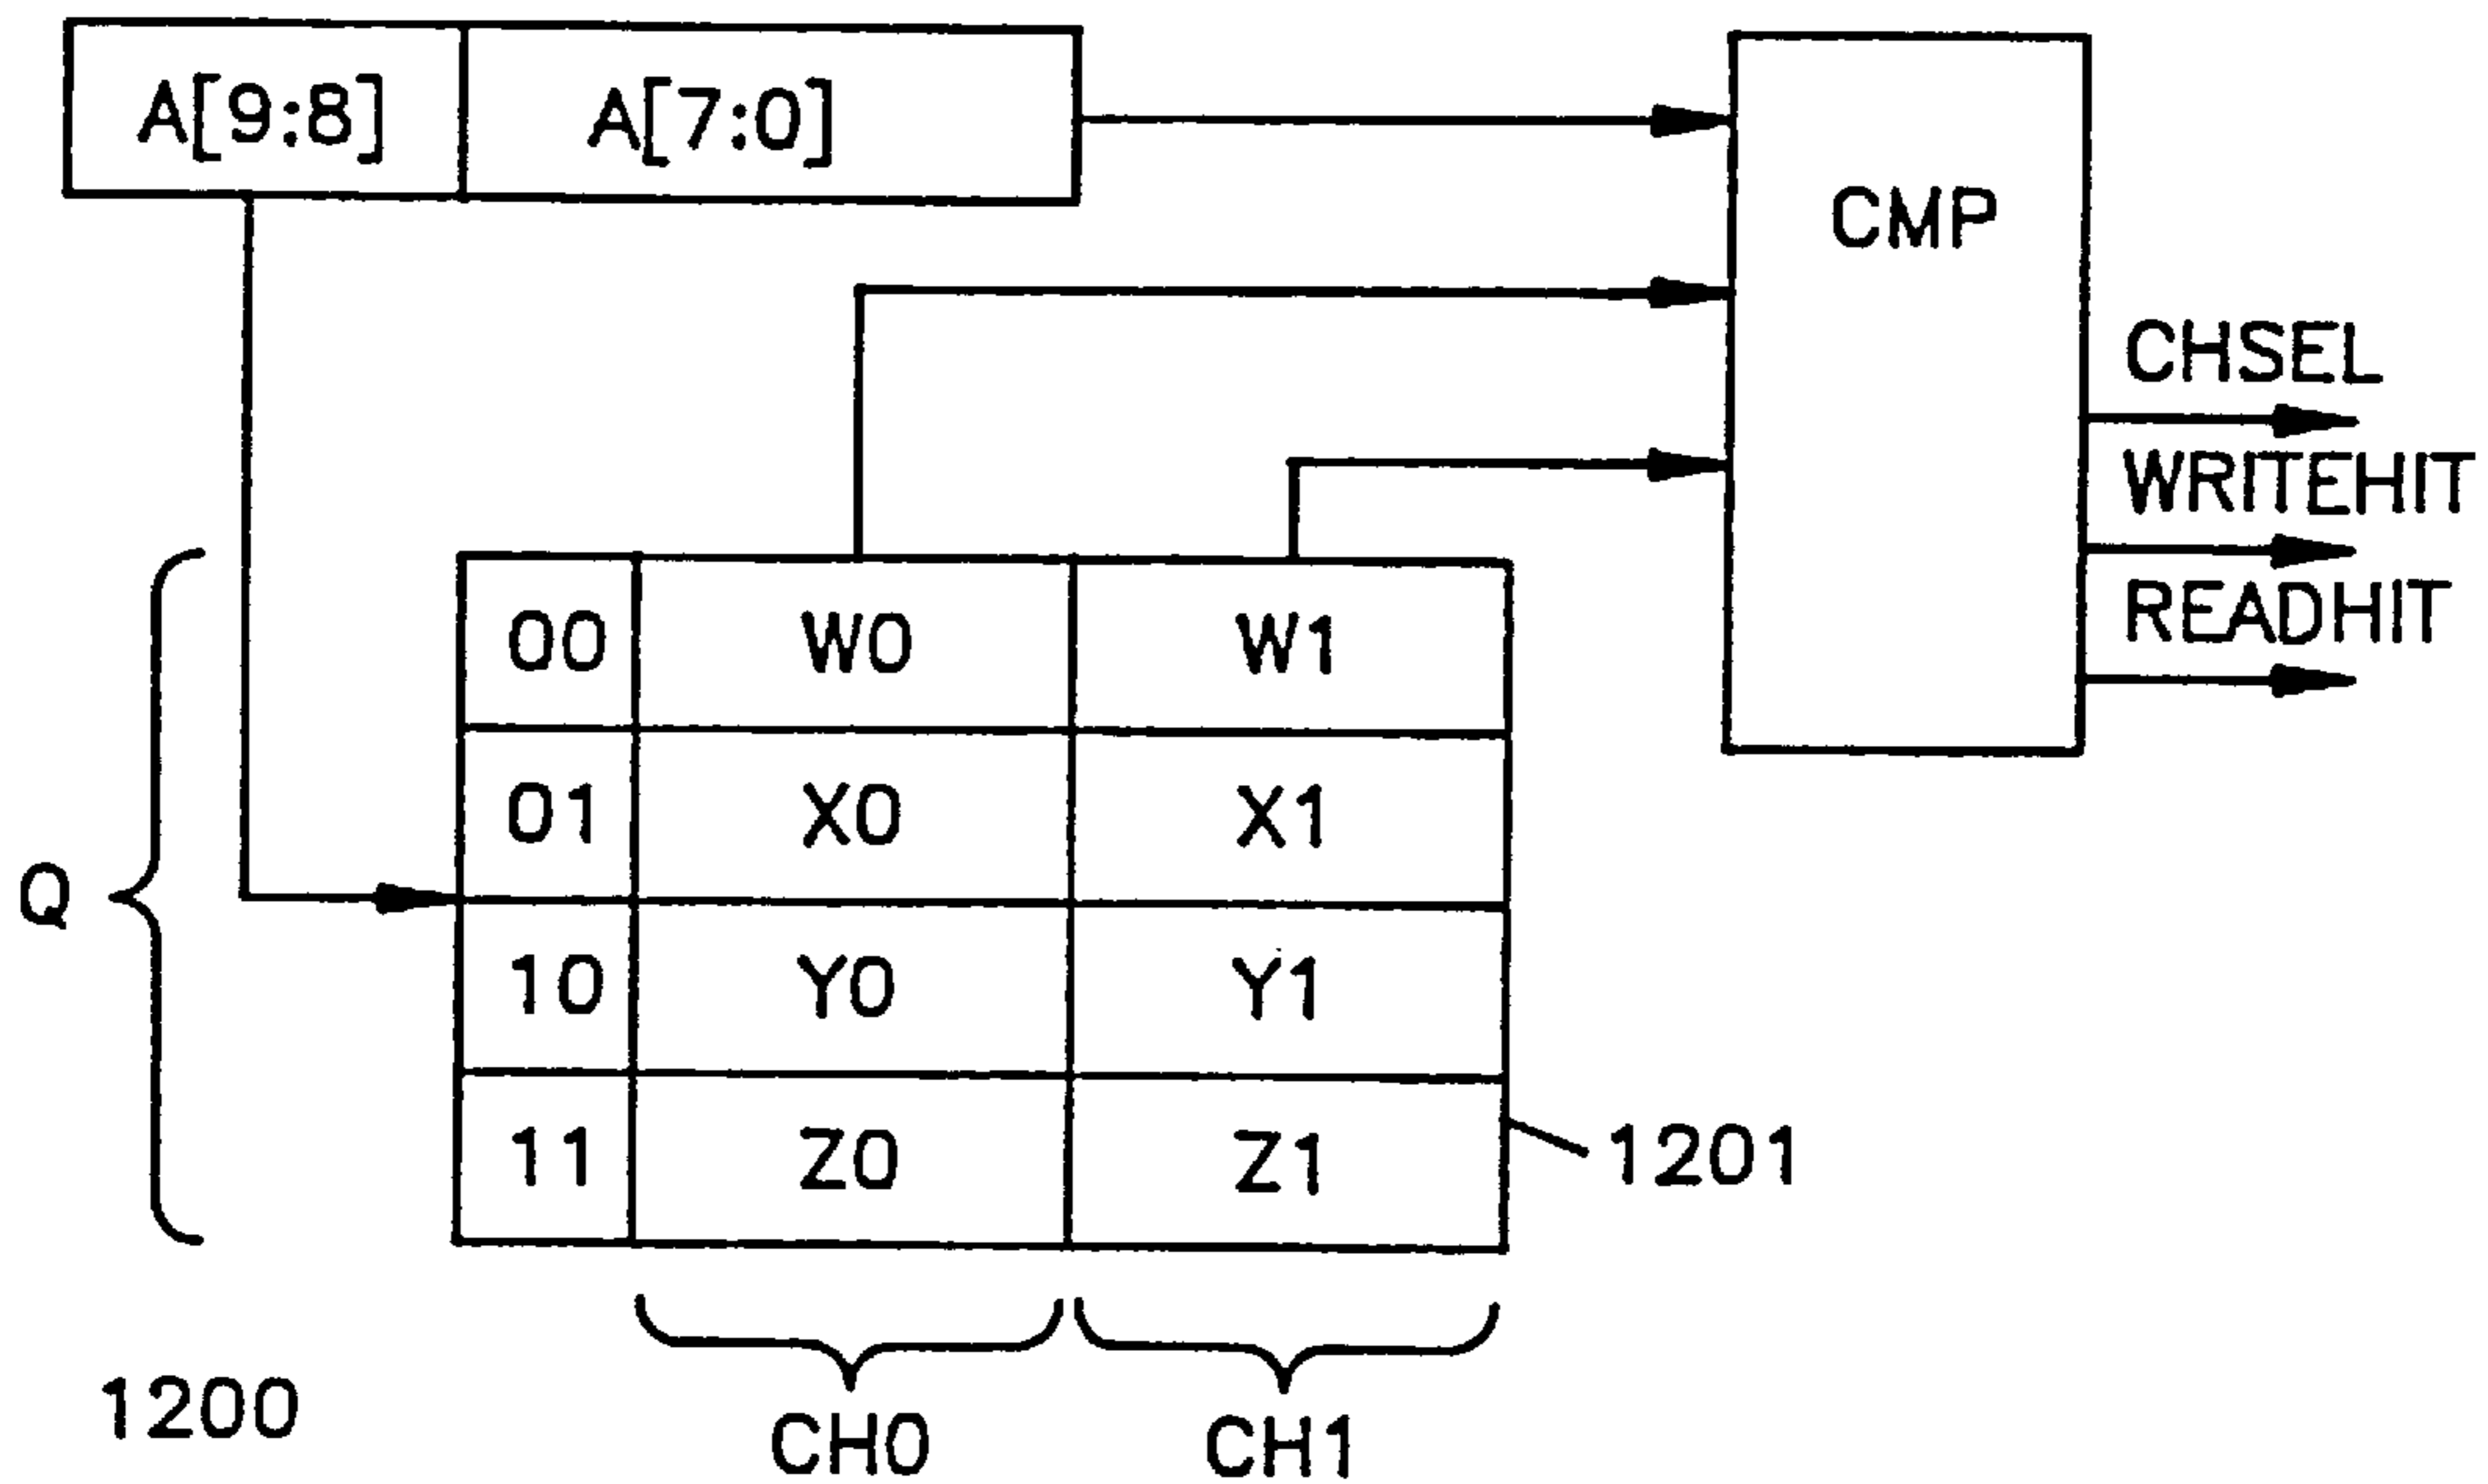 A[9:8] A[7:0]
CMP
CHSEL
WRITEHIT
READHIT
00 W0 W1
01 X0 X1
Q
10 Y0 Y1
11 Z0 Z1
1201
1200
CH0 CH1